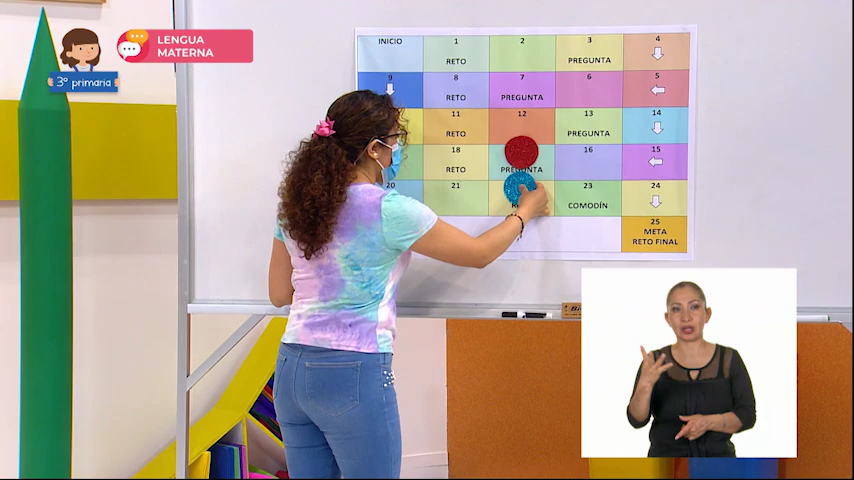 LENGUA
MATERNA
3° primaria
INICIO 1 2 3 4
RETO PREGUNTA
9 8 7 6 5
RETO PREGUNTA
11 12 13 14
RETO PREGUNTA
18 16 15
RETO PREGUNTA
20 21 23 24
COMODÍN
25
META
RETO FINAL